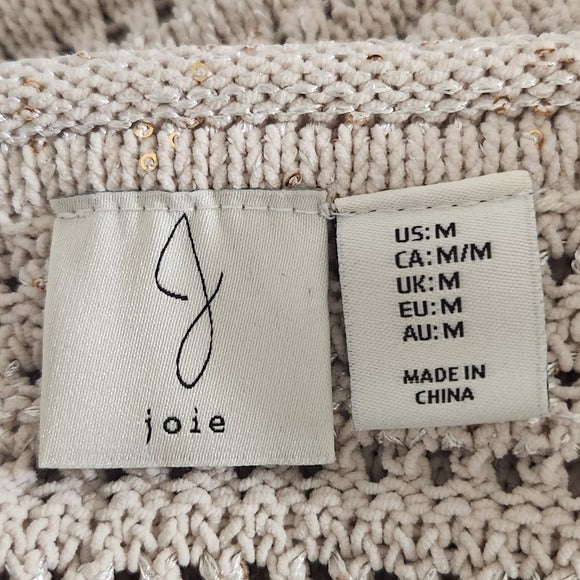 J
joie
US: M
CA: M/M
UK: M
EU: M
AU: M
MADE IN
CHINA